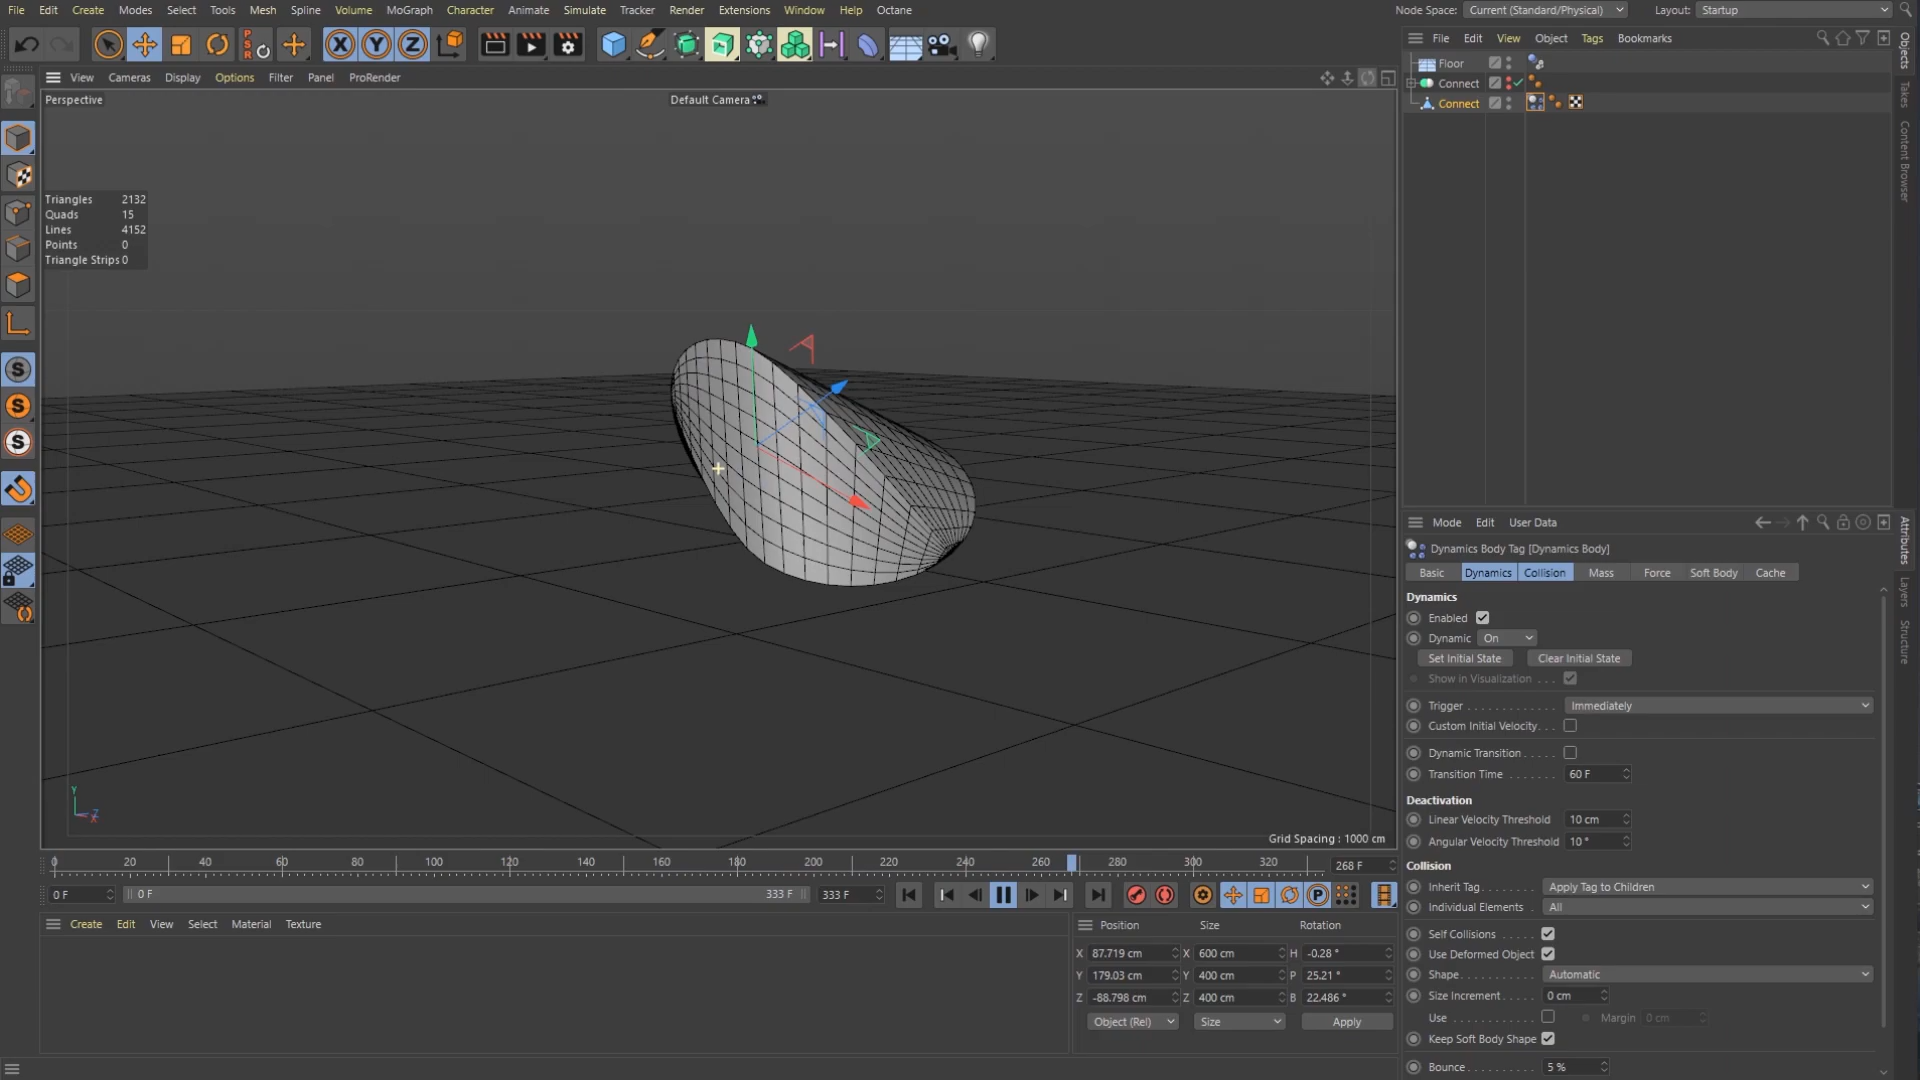 File Edit Create Modes Select Tools Mesh Spline Volume MoGraph Character Animate Simulate Tracker Render Extensions Window Help Octane
Node Space: Current (Standard/Physical) Layout: Startup
P
S
R
X Y Z
File Edit View Object Tags Bookmarks
View Cameras Display Options Filter Panel ProRender
Perspective
Default Camera
Floor
Connect
Connect
Objects
Takes
Content Browser
Triangles 2132
Quads 15
Lines 4152
Points 0
Triangle Strips 0
S
S
S
Y
Z
X
Grid Spacing : 1000 cm
Mode Edit User Data
Dynamics Body Tag [Dynamics Body]
Basic Dynamics Collision Mass Force Soft Body Cache
Attributes
Layers
Structure
Dynamics
Enabled
Dynamic On
Set Initial State Clear Initial State
Show in Visualization . . .
Trigger . . . . . . . . . . . . Immediately
Custom Initial Velocity. . .
Dynamic Transition. . . . .
Transition Time . . . . . . . 60 F
Deactivation
Linear Velocity Threshold 10 cm
Angular Velocity Threshold 10 °
Collision
Inherit Tag. . . . . . . . Apply Tag to Children
Individual Elements . All
Self Collisions . . . . .
Use Deformed Object
Shape. . . . . . . . . . . Automatic
Size Increment . . . . . 0 cm
Use . . . . . . . . . . . Margin 0 cm
Keep Soft Body Shape
Bounce. . . . . . . . . . 5 %
0 20 40 60 80 100 120 140 160 180 200 220 240 260 280 300 320 268 F
0 F 0 F 333 F 333 F
P
Create Edit View Select Material Texture
Position Size Rotation
X 87.719 cm X 600 cm H -0.28 °
Y 179.03 cm Y 400 cm P 25.21 °
Z -88.798 cm Z 400 cm B 22.486 °
Object (Rel) Size Apply